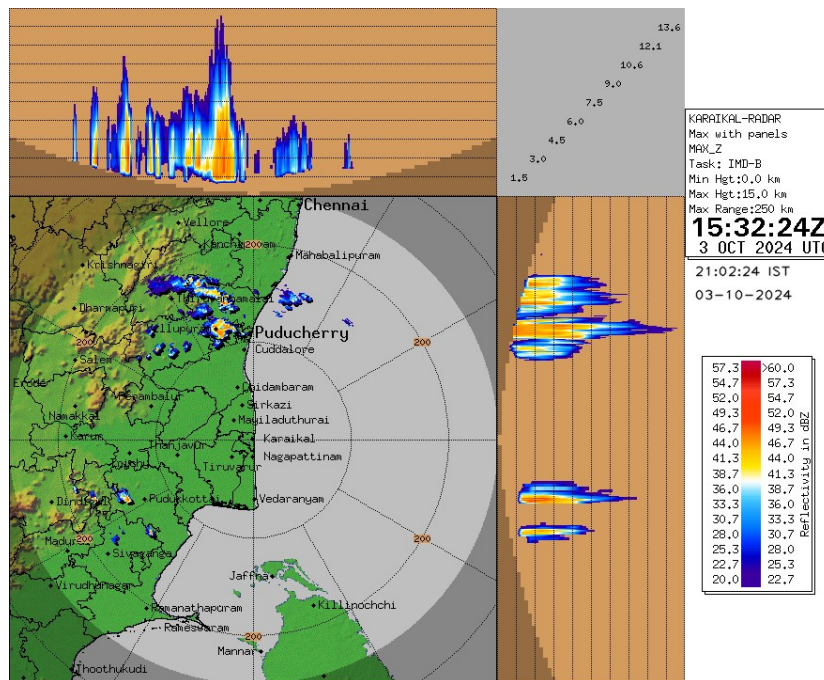 13.6
12.1
10.6
9.0
7.5
6.0
4.5
3.0
1.5
KARAIKAL-RADAR
Max with panels
MAX_Z
Task: IMD-B
Min Hgt:0.0 km
Max Hgt:15.0 km
Max Range:250 km
15:32:24Z
3 OCT 2024 UTC
21:02:24 IST
03-10-2024
Chennai
Vellore
200
Mahabalipuram
Krishnagiri
Dharmapuri
Puducherry
200
Cuddalore
200
Salem
Erode
Perambalur
Chidambaram
Namakkal
Sirkazi
Mayiladuthurai
Karur
Thanjavur
Karaikal
Nagapattinam
Tiruvarur
Pudukkottai
Vedaranyam
200
200
Sivaganga
Jaffna
Virudhunagar
Ramanathapuram
Killinochchi
Rameswaram
200
Mannar
Thoothukudi
57.3 >60.0
54.7 57.3
52.0 54.7
49.3 52.0
46.7 49.3
44.0 46.7
41.3 44.0
38.7 41.3
36.0 38.7
33.3 36.0
30.7 33.3
28.0 30.7
25.3 28.0
22.7 25.3
20.0 22.7
Reflectivity in dBZ